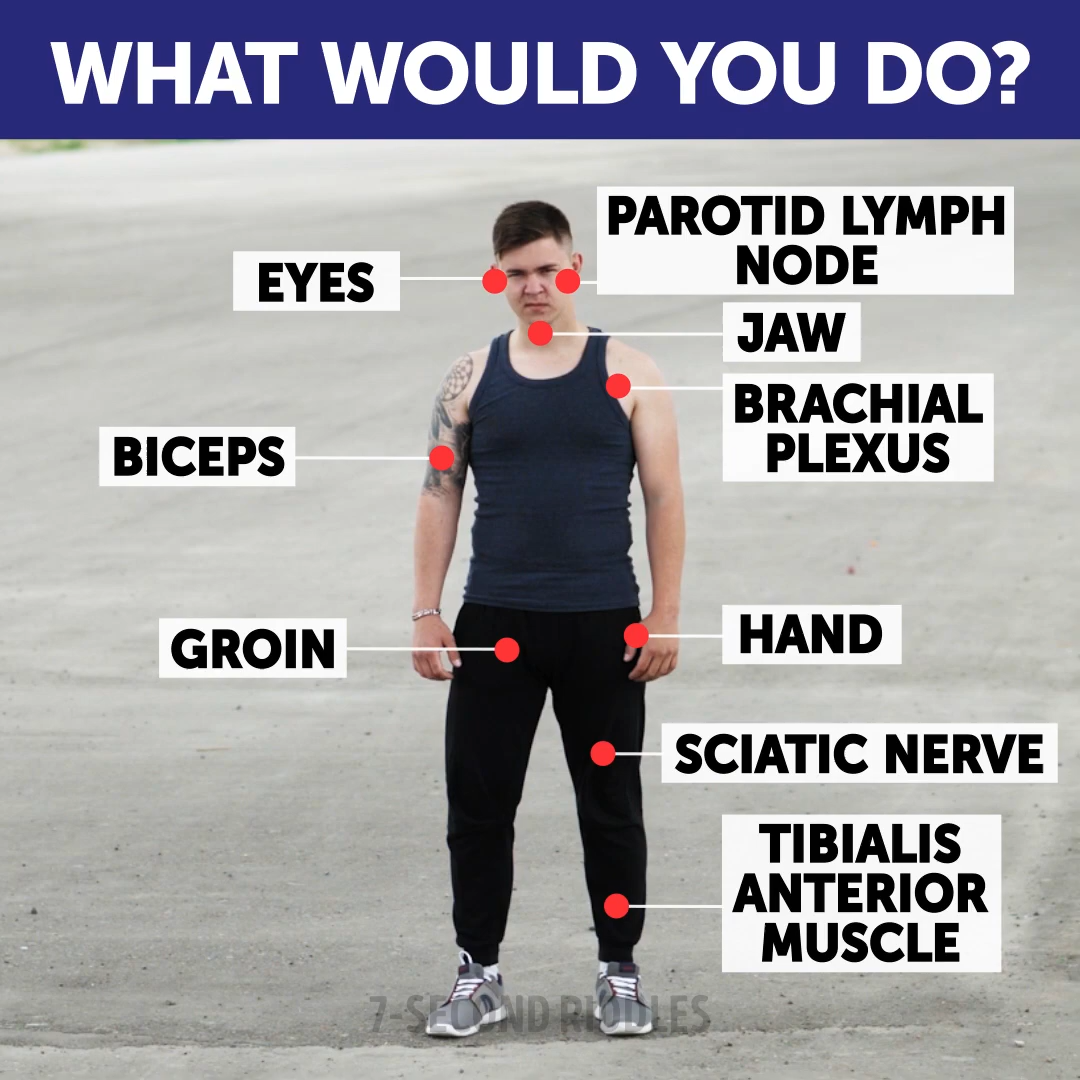 WHAT WOULD YOU DO?
PAROTID LYMPH
NODE
EYES
JAW
BRACHIAL
PLEXUS
BICEPS
GROIN
HAND
SCIATIC NERVE
TIBIALIS
ANTERIOR
MUSCLE
7-SECOND RIDDLES